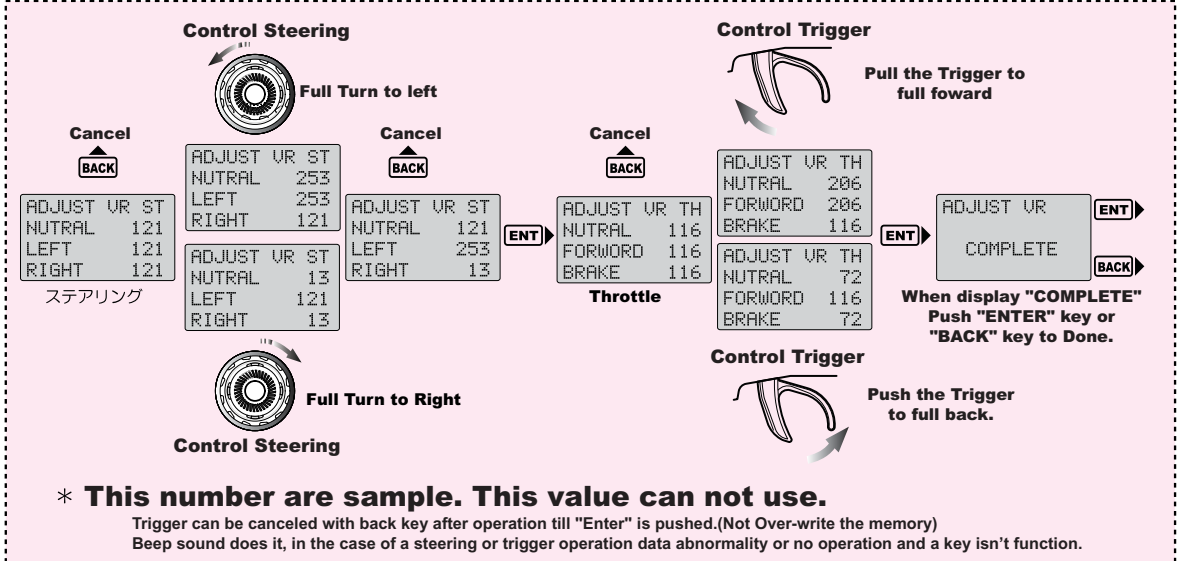 Control Steering
Full Turn to left
Cancel
BACK
ADJUST VR ST
NUTRAL 121
LEFT 121
RIGHT 121
ステアリング
ADJUST VR ST
NUTRAL 253
LEFT 253
RIGHT 121
ADJUST VR ST
NUTRAL 13
LEFT 121
RIGHT 13
Full Turn to Right
Control Steering
Cancel
BACK
ADJUST VR ST
NUTRAL 121
LEFT 253
RIGHT 13
ENT
Cancel
BACK
ADJUST VR TH
NUTRAL 116
FORWORD 116
BRAKE 116
Throttle
Control Trigger
Pull the Trigger to
full foward
ADJUST VR TH
NUTRAL 206
FORWORD 206
BRAKE 116
ADJUST VR TH
NUTRAL 72
FORWORD 116
BRAKE 72
Control Trigger
Push the Trigger
to full back.
ENT
ADJUST VR
COMPLETE
ENT
BACK
When display "COMPLETE"
Push "ENTER" key or
"BACK" key to Done.
* This number are sample. This value can not use.
Trigger can be canceled with back key after operation till "Enter" is pushed.(Not Over-write the memory)
Beep sound does it, in the case of a steering or trigger operation data abnormality or no operation and a key isn't function.